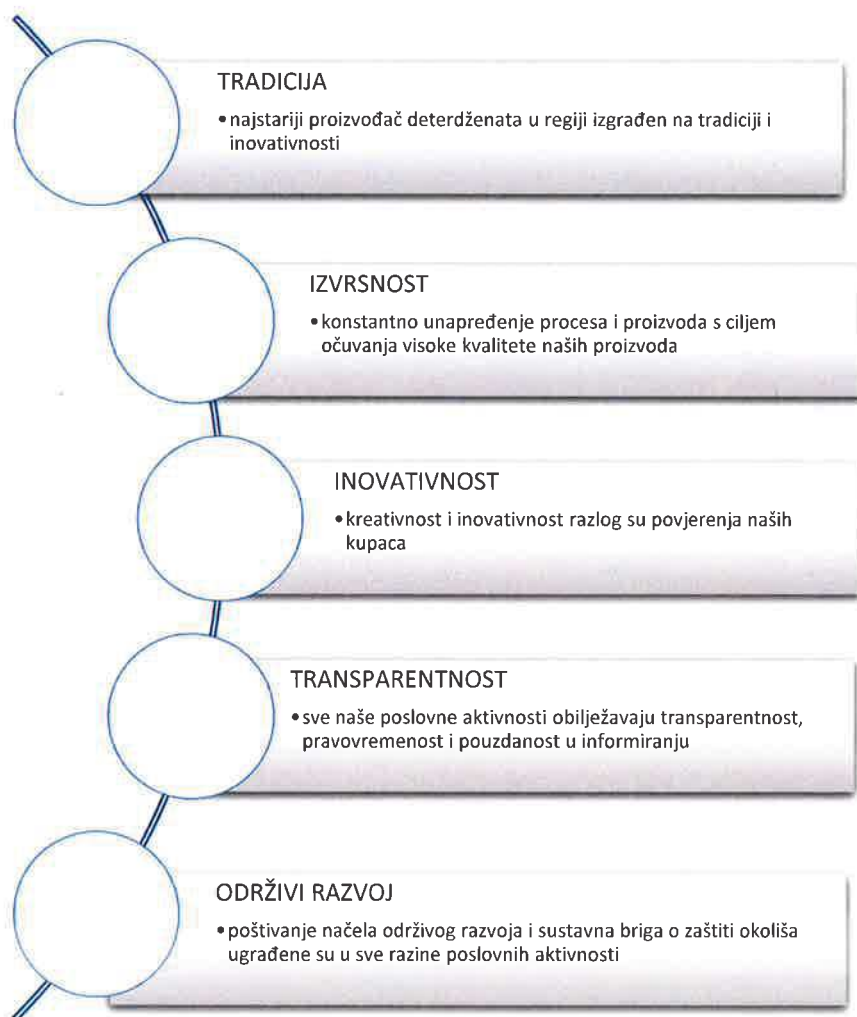 TRADICIJA
•najstariji proizvođač deterdženata u regiji izgrađen na tradiciji i
inovativnosti
IZVRSNOST
•konstantno unapređenje procesa i proizvoda s ciljem
očuvanja visoke kvalitete naših proizvoda
INOVATIVNOST
•kreativnost i inovativnost razlog su povjerenja naših
kupaca
TRANSPARENTNOST
•sve naše poslovne aktivnosti obilježavaju transparentnost,
pravovremenost i pouzdanost u informiranju
ODRŽIVI RAZVOJ
•poštivanje načela održivog razvoja i sustavna briga o zaštiti okoliša
ugrađene su u sve razine poslovnih aktivnosti